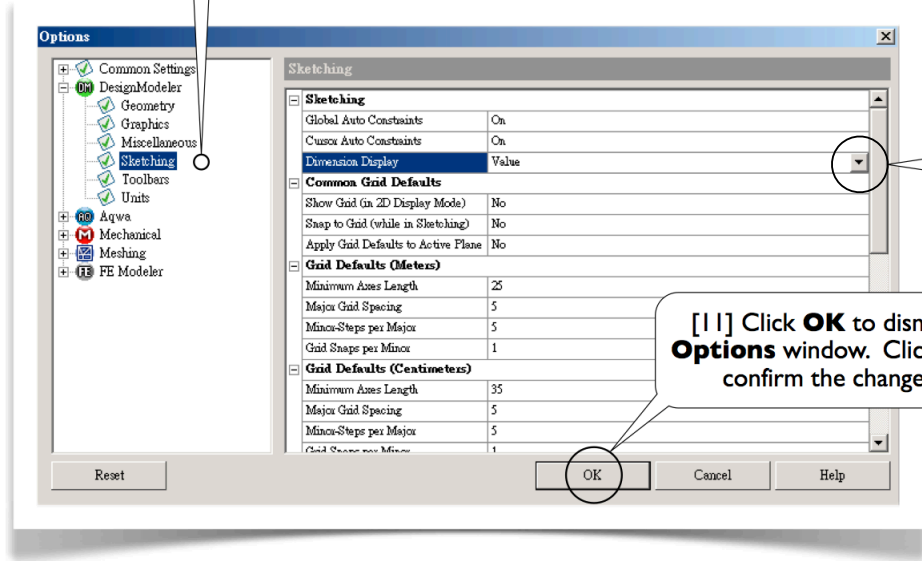 Options
Common Settings
DesignModeler
Geometry
Graphics
Miscellaneous
Sketching
Toolbars
Units
Aqwa
Mechanical
Meshing
FE Modeler
Sketching
Sketching
Global Auto Constraints On
Cursor Auto Constraints On
Dimension Display Value
Common Grid Defaults
Show Grid (in 2D Display Mode) No
Snap to Grid (while in Sketching) No
Apply Grid Defaults to Active Plane No
Grid Defaults (Meters)
Minimum Axes Length 25
Major Grid Spacing 5
Minor-Steps per Major 5
Grid Snaps per Minor 1
Grid Defaults (Centimeters)
Minimum Axes Length 35
Major Grid Spacing 5
Minor-Steps per Major 5
Grid Snaps per Minor 1
[11] Click OK to
Options window.
confirm the change
Reset OK Cancel Help